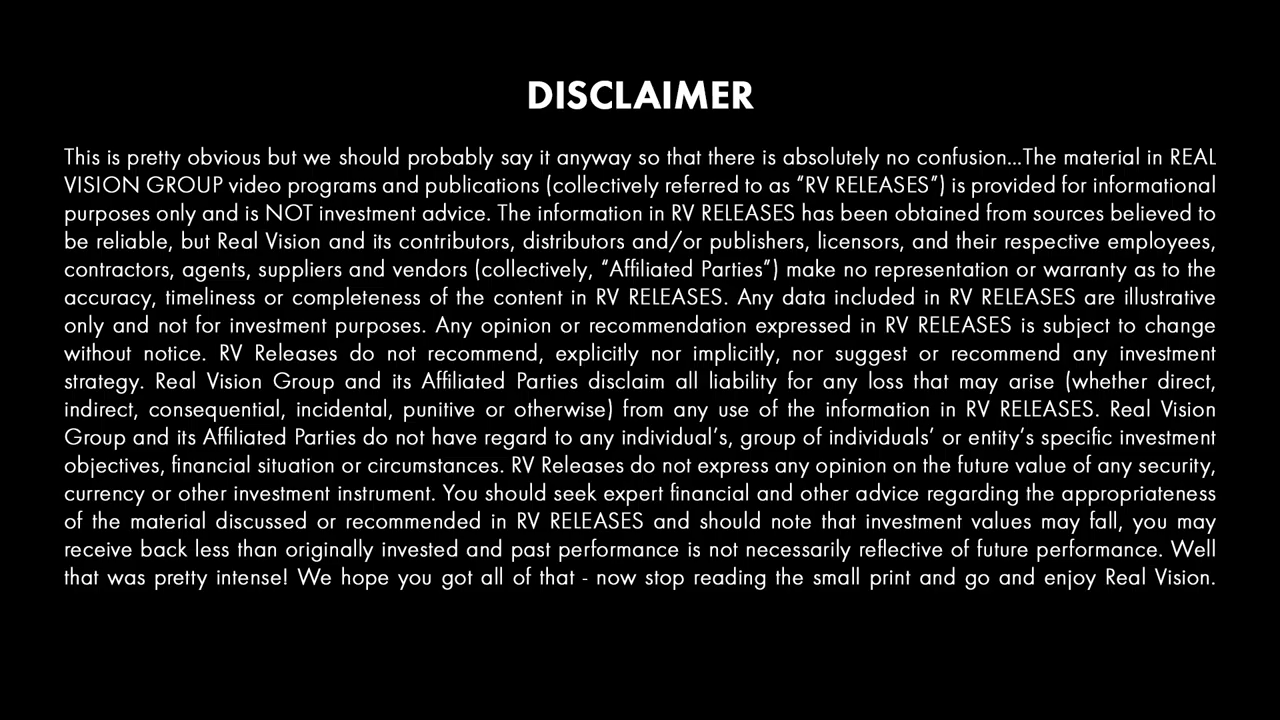 DISCLAIMER
This is pretty obvious but we should probably say it anyway so that there is absolutely no confusion...The material in REAL
VISION GROUP video programs and publications (collectively referred to as “RV RELEASES”) is provided for informational
purposes only and is NOT investment advice. The information in RV RELEASES has been obtained from sources believed to
be reliable, but Real Vision and its contributors, distributors and/or publishers, licensors, and their respective employees,
contractors, agents, suppliers and vendors (collectively, “Affiliated Parties”) make no representation or warranty as to the
accuracy, timeliness or completeness of the content in RV RELEASES. Any data included in RV RELEASES are illustrative
only and not for investment purposes. Any opinion or recommendation expressed in RV RELEASES is subject to change
without notice. RV Releases do not recommend, explicitly nor implicitly, nor suggest or recommend any investment
strategy. Real Vision Group and its Affiliated Parties disclaim all liability for any loss that may arise (whether direct,
indirect, consequential, incidental, punitive or otherwise) from any use of the information in RV RELEASES. Real Vision
Group and its Affiliated Parties do not have regard to any individual’s, group of individuals’ or entity’s specific investment
objectives, financial situation or circumstances. RV Releases do not express any opinion on the future value of any security,
currency or other investment instrument. You should seek expert financial and other advice regarding the appropriateness
of the material discussed or recommended in RV RELEASES and should note that investment values may fall, you may
receive back less than originally invested and past performance is not necessarily reflective of future performance. Well
that was pretty intense! We hope you got all of that - now stop reading the small print and go and enjoy Real Vision.